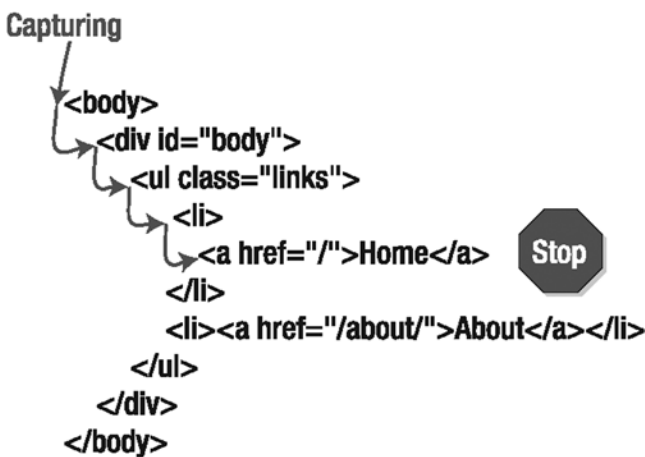 Capturing
<body>
<div id="body">
<ul class="links">
<li>
<a href="/">Home</a>
Stop
</li>
<li><a href="/about/">About</a></li>
</ul>
</div>
</body>